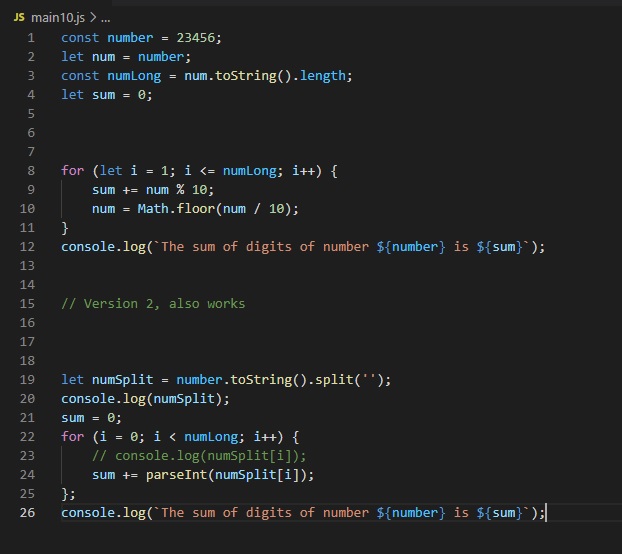 JS main10.js > ...
1 const number = 23456;
2 let num = number;
3 const numLong = num.toString().length;
4 let sum = 0;
5
6
7
8 for (let i = 1; i <= numLong; i++) {
9     sum += num % 10;
10     num = Math.floor(num / 10);
11 }
12 console.log(`The sum of digits of number ${number} is ${sum}`);
13
14
15 // Version 2, also works
16
17
18
19 let numSplit = number.toString().split('');
20 console.log(numSplit);
21 sum = 0;
22 for (i = 0; i < numLong; i++) {
23     // console.log(numSplit[i]);
24     sum += parseInt(numSplit[i]);
25 };
26 console.log(`The sum of digits of number ${number} is ${sum}`);